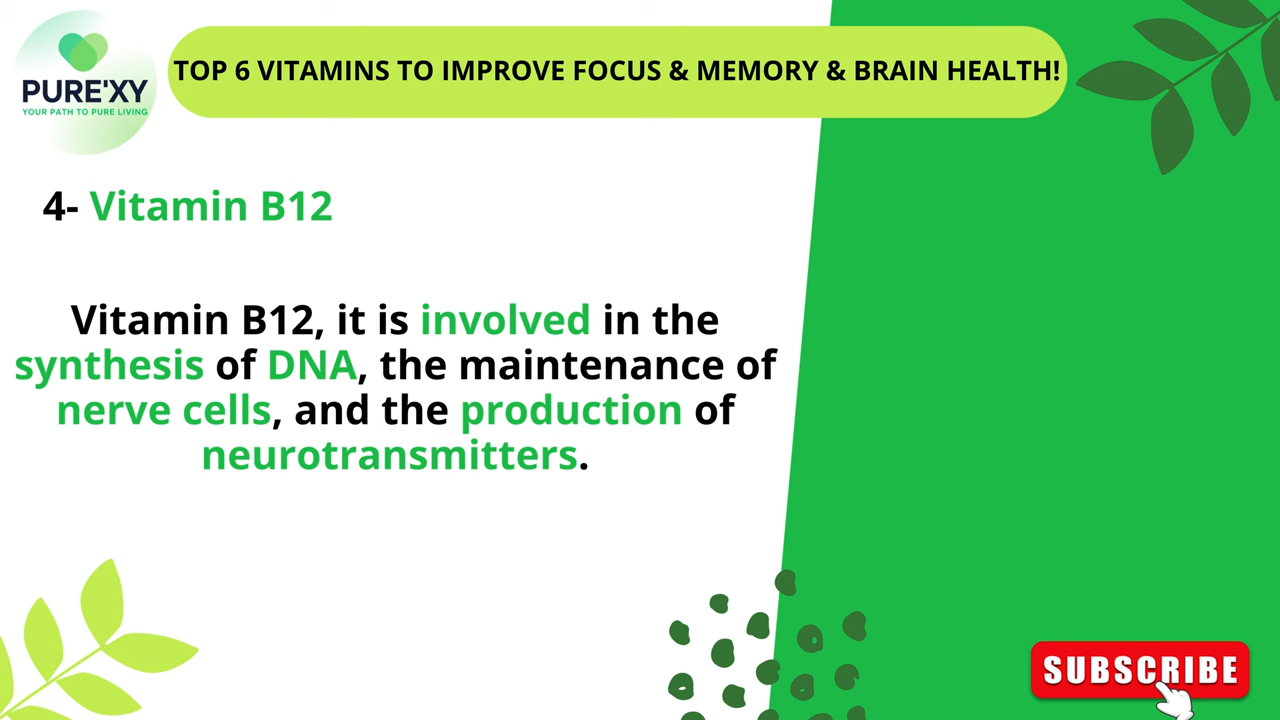 PURE'XY
YOUR PATH TO PURE LIVING
TOP 6 VITAMINS TO IMPROVE FOCUS & MEMORY & BRAIN HEALTH!
4- Vitamin B12
Vitamin B12, it is involved in the
synthesis of DNA, the maintenance of
nerve cells, and the production of
neurotransmitters.
SUBSCRIBE